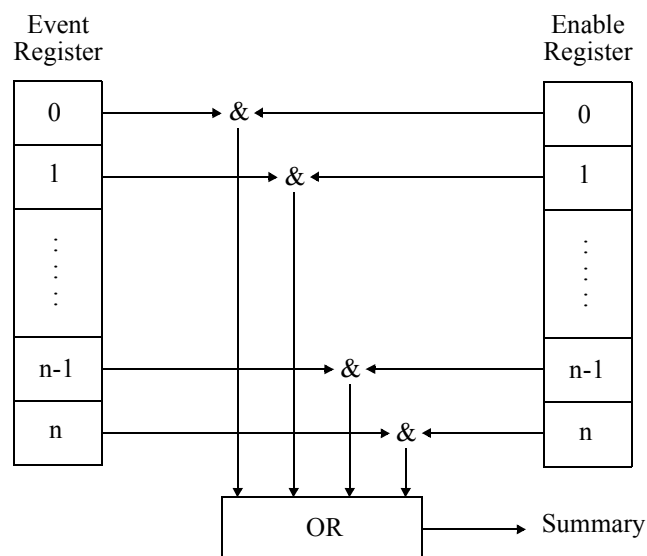 Event Register
Enable Register
0 & 0
1 & 1
n-1 & n-1
n & n
OR
Summary